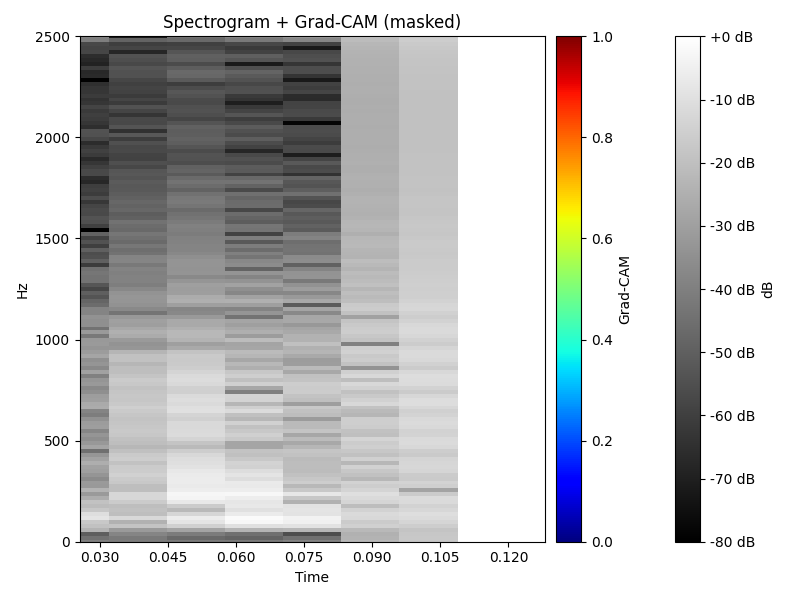 Spectrogram + Grad-CAM (masked)
2500
2000
1500
1000
500
0
Hz
0.030
0.045
0.060
0.075
0.090
0.105
0.120
Time
1.0
0.8
0.6
0.4
0.2
0.0
Grad-CAM
+0 dB
-10 dB
-20 dB
-30 dB
-40 dB
-50 dB
-60 dB
-70 dB
-80 dB
dB